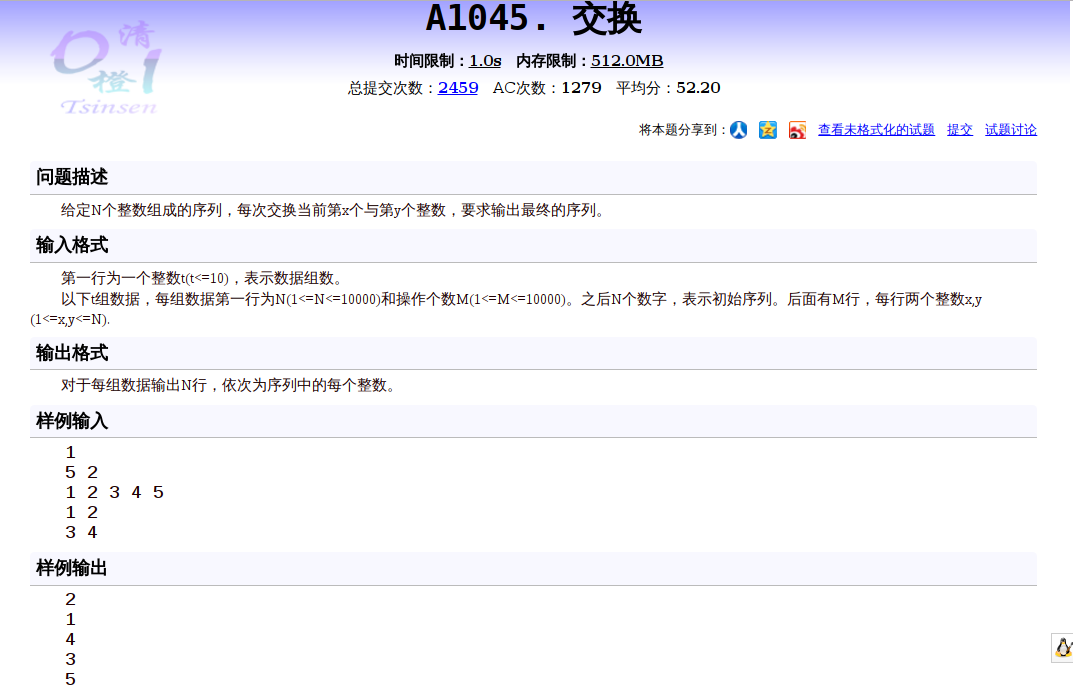 A1045. 交换
清
橙
Tsinsen
时间限制：1.0s 内存限制：512.0MB
总提交次数：2459 AC次数：1279 平均分：52.20
将本题分享到： 查看未格式化的试题 提交 试题讨论
问题描述
给定N个整数组成的序列，每次交换当前第x个与第y个整数，要求输出最终的序列。
输入格式
第一行为一个整数t(t<=10)，表示数据组数。
以下t组数据，每组数据第一行为N(1<=N<=10000)和操作个数M(1<=M<=10000)。之后N个数字，表示初始序列。后面有M行，每行两个整数x,y
(1<=x,y<=N).
输出格式
对于每组数据输出N行，依次为序列中的每个整数。
样例输入
1
5 2
1 2 3 4 5
1 2
3 4
样例输出
2
1
4
3
5